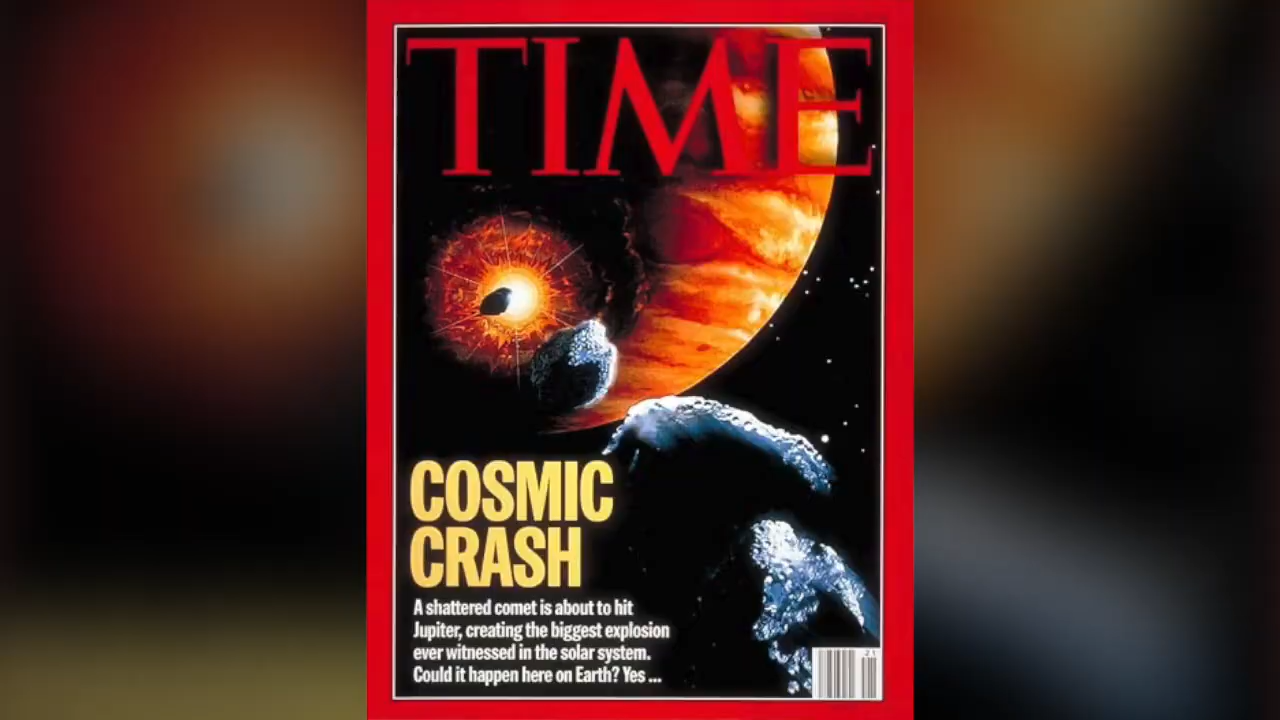 TIME
COSMIC
CRASH
A shattered comet is about to hit
Jupiter, creating the biggest explosion
ever witnessed in the solar system.
Could it happen here on Earth? Yes ...
21